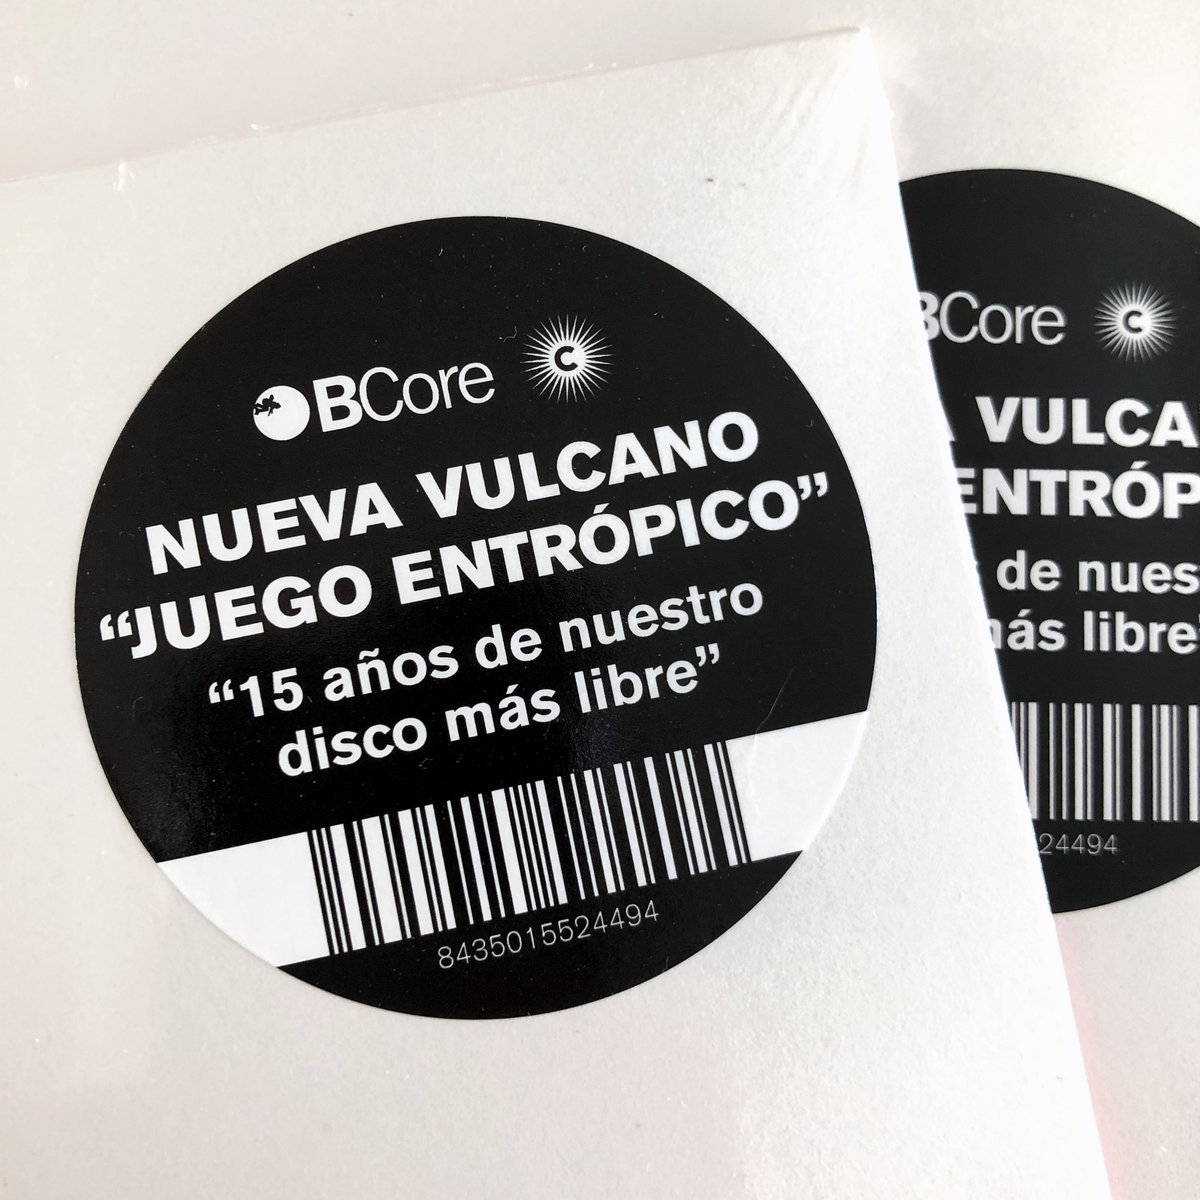 BCore C
NUEVA VULCANO
“JUEGO ENTRÓPICO”
“15 años de nuestro
disco más libre”
8435015524494
BCore C
VULCA
ENTRÓP
de nues
más libre
24494